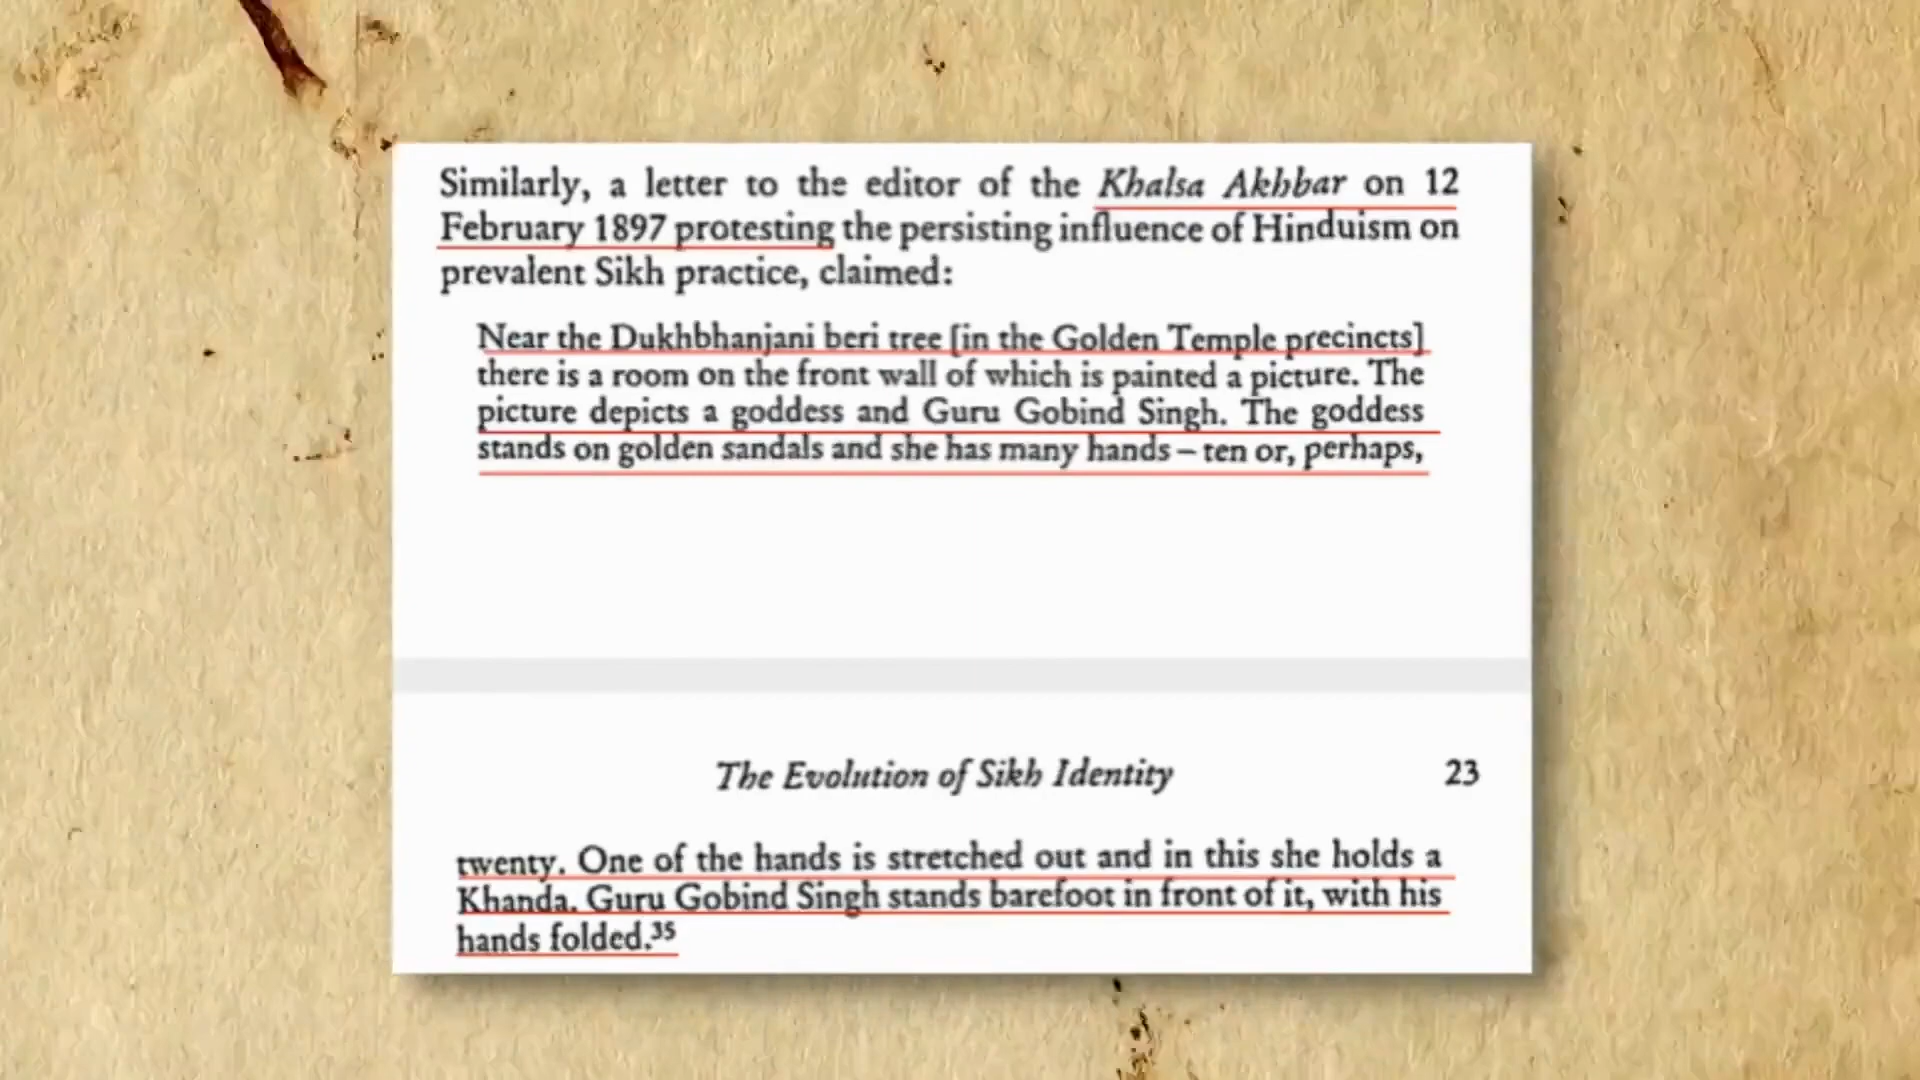 Similarly, a letter to the editor of the Khalsa Akhbar on 12
February 1897 protesting the persisting influence of Hinduism on
prevalent Sikh practice, claimed:
Near the Dukhbhanjani beri tree [in the Golden Temple precincts]
there is a room on the front wall of which is painted a picture. The
picture depicts a goddess and Guru Gobind Singh. The goddess
stands on golden sandals and she has many hands – ten or, perhaps,
The Evolution of Sikh Identity 23
twenty. One of the hands is stretched out and in this she holds a
Khanda. Guru Gobind Singh stands barefoot in front of it, with his
hands folded.³⁵